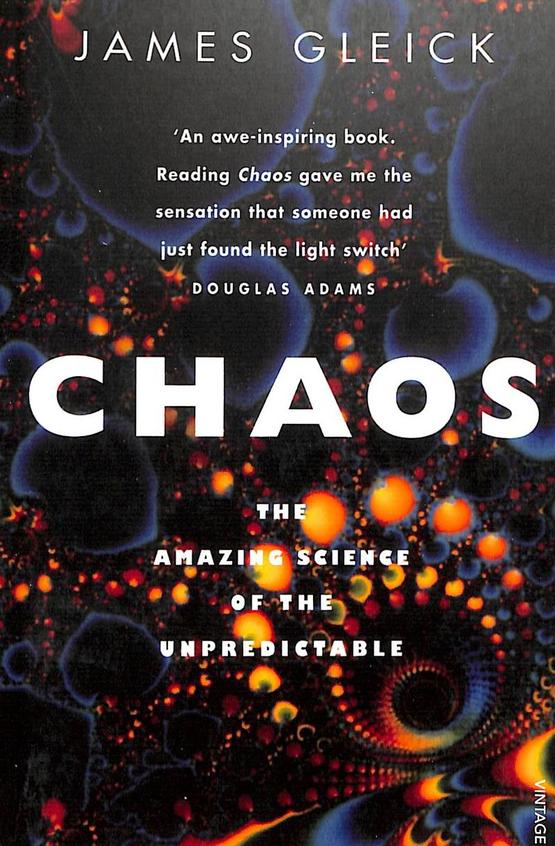 JAMES GLEICK
‘An awe-inspiring book.
Reading Chaos gave me the
sensation that someone had
just found the light switch’
DOUGLAS ADAMS
CHAOS
THE
AMAZING SCIENCE
OF THE
UNPREDICTABLE
VINTAGE